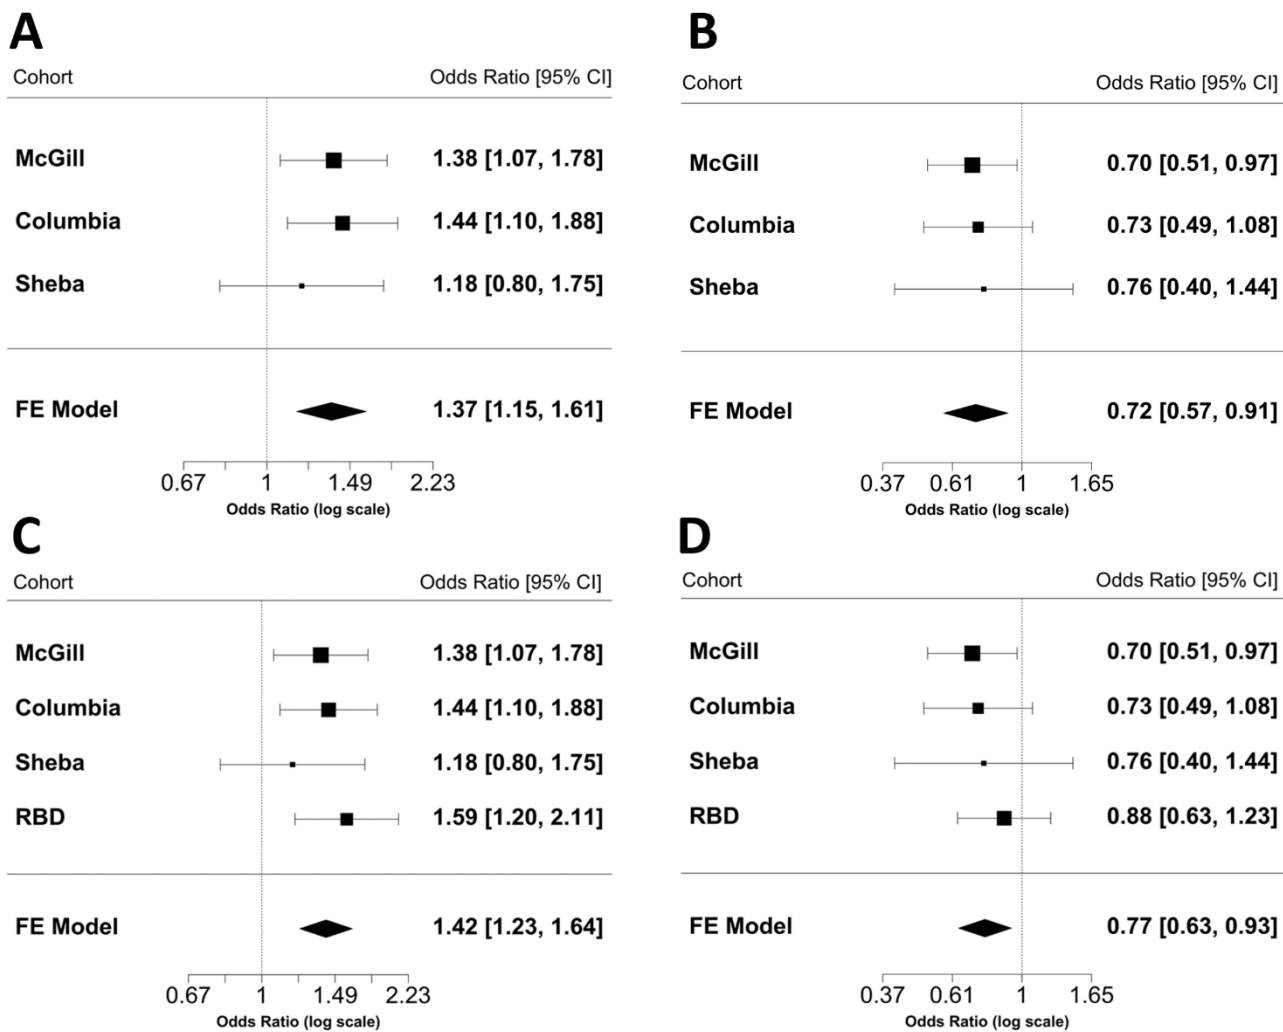 A
Cohort Odds Ratio [95% CI]
McGill 1.38 [1.07, 1.78]
Columbia 1.44 [1.10, 1.88]
Sheba 1.18 [0.80, 1.75]
FE Model 1.37 [1.15, 1.61]
0.67 1 1.49 2.23
Odds Ratio (log scale)
B
Cohort Odds Ratio [95% CI]
McGill 0.70 [0.51, 0.97]
Columbia 0.73 [0.49, 1.08]
Sheba 0.76 [0.40, 1.44]
FE Model 0.72 [0.57, 0.91]
0.37 0.61 1 1.65
Odds Ratio (log scale)
C
Cohort Odds Ratio [95% CI]
McGill 1.38 [1.07, 1.78]
Columbia 1.44 [1.10, 1.88]
Sheba 1.18 [0.80, 1.75]
RBD 1.59 [1.20, 2.11]
FE Model 1.42 [1.23, 1.64]
0.67 1 1.49 2.23
Odds Ratio (log scale)
D
Cohort Odds Ratio [95% CI]
McGill 0.70 [0.51, 0.97]
Columbia 0.73 [0.49, 1.08]
Sheba 0.76 [0.40, 1.44]
RBD 0.88 [0.63, 1.23]
FE Model 0.77 [0.63, 0.93]
0.37 0.61 1 1.65
Odds Ratio (log scale)